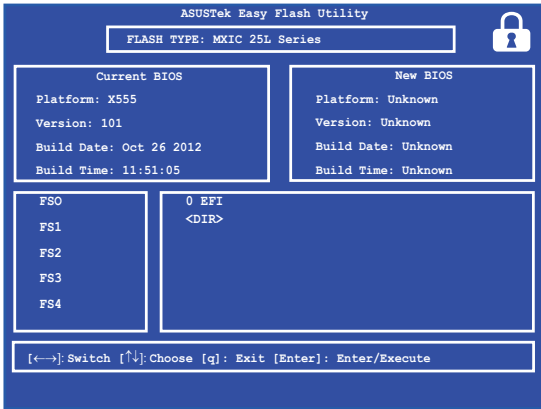 ASUSTek Easy Flash Utility
FLASH TYPE: MXIC 25L Series
Current BIOS
Platform: X555
Version: 101
Build Date: Oct 26 2012
Build Time: 11:51:05
New BIOS
Platform: Unknown
Version: Unknown
Build Date: Unknown
Build Time: Unknown
FS0
FS1
FS2
FS3
FS4
0 EFI
<DIR>
[←→]: Switch [↑↓]: Choose [q]: Exit [Enter]: Enter/Execute